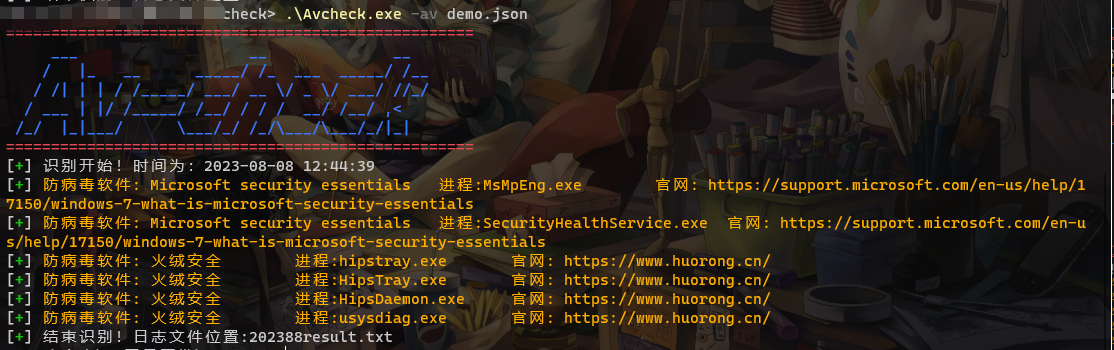 check> .\Avcheck.exe -av demo.json
[+] 识别开始! 时间为: 2023-08-08 12:44:39
[+] 防病毒软件: Microsoft security essentials 进程:MsMpEng.exe 官网: https://support.microsoft.com/en-us/help/1
7150/windows-7-what-is-microsoft-security-essentials
[+] 防病毒软件: Microsoft security essentials 进程:SecurityHealthService.exe 官网: https://support.microsoft.com/en-u
s/help/17150/windows-7-what-is-microsoft-security-essentials
[+] 防病毒软件: 火绒安全 进程:hipstray.exe 官网: https://www.huorong.cn/
[+] 防病毒软件: 火绒安全 进程:HipsTray.exe 官网: https://www.huorong.cn/
[+] 防病毒软件: 火绒安全 进程:HipsDaemon.exe 官网: https://www.huorong.cn/
[+] 防病毒软件: 火绒安全 进程:usysdiag.exe 官网: https://www.huorong.cn/
[+] 结束识别! 日志文件位置:202388result.txt